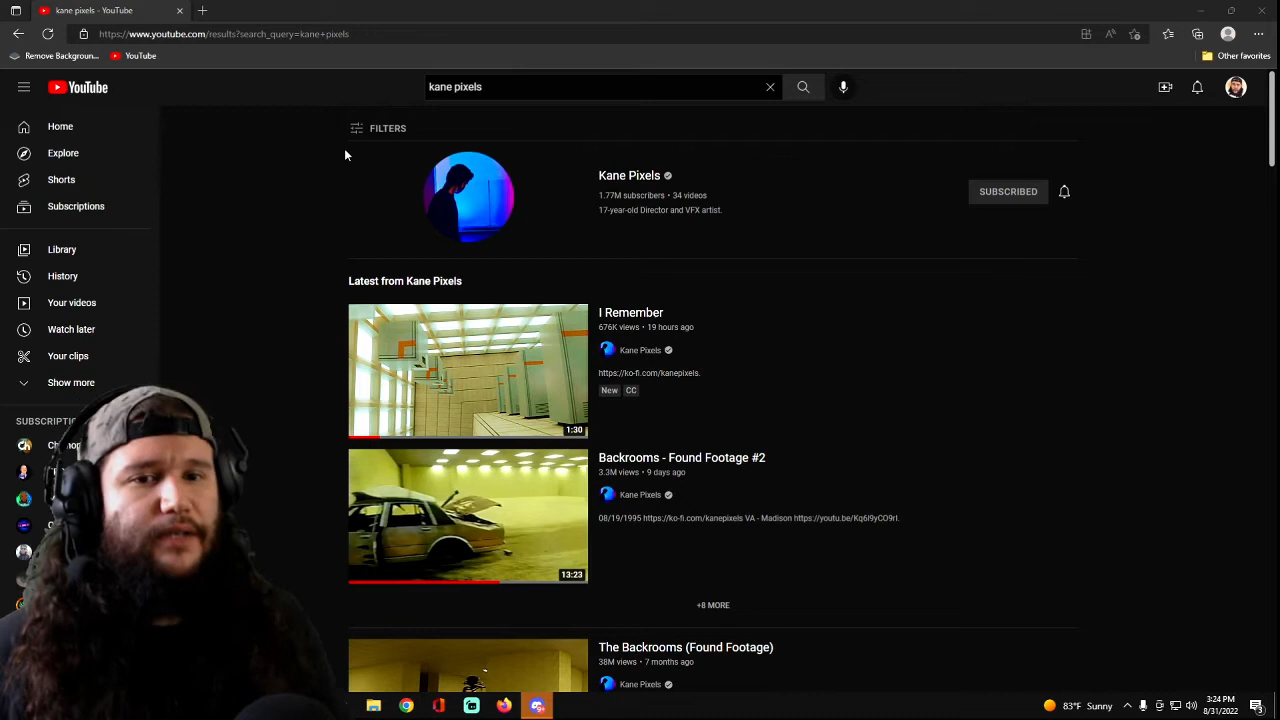 kane pixels - YouTube
https://www.youtube.com/results?search_query=kane+pixels
Remove Backgroun...
YouTube
Other favorites
YouTube
kane pixels
Home
Explore
Shorts
Subscriptions
Library
History
Your videos
Watch later
Your clips
Show more
FILTERS
Kane Pixels
1.77M subscribers • 34 videos
17-year-old Director and VFX artist.
SUBSCRIBED
Latest from Kane Pixels
I Remember
676K views • 19 hours ago
Kane Pixels
https://ko-fi.com/kanepixels.
New CC
1:30
Backrooms - Found Footage #2
3.3M views • 9 days ago
Kane Pixels
08/19/1995 https://ko-fi.com/kanepixels VA - Madison https://youtu.be/Kq6I9yCO9rI.
13:23
+8 MORE
The Backrooms (Found Footage)
38M views • 7 months ago
Kane Pixels
83°F Sunny
3:24 PM
8/31/2022